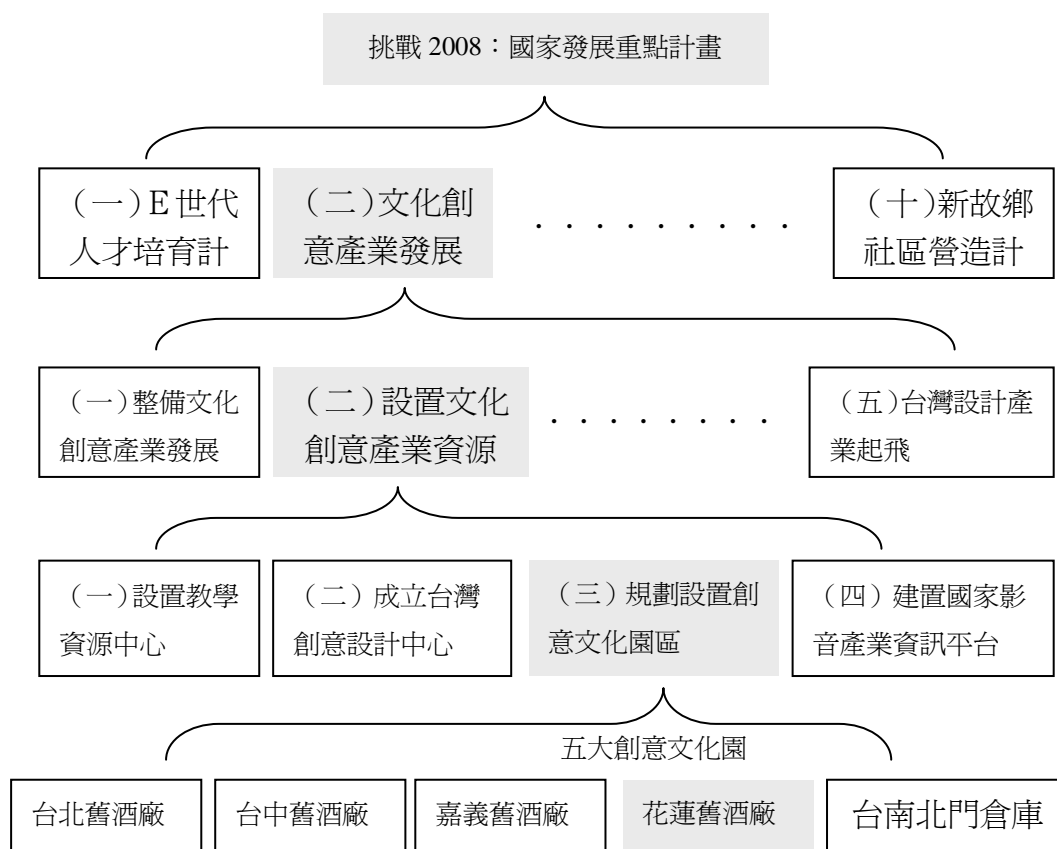 挑戰 2008：國家發展重點計畫
（一）E 世代
人才培育計
（二）文化創
意產業發展
. . . . . . . . .
（十）新故鄉
社區營造計
（一）整備文化
創意產業發展
（二）設置文化
創意產業資源
. . . . . . . .
（五）台灣設計產
業起飛
（一）設置教學
資源中心
（二）成立台灣
創意設計中心
（三）規劃設置創
意文化園區
（四）建置國家影
音產業資訊平台
五大創意文化園
台北舊酒廠
台中舊酒廠
嘉義舊酒廠
花蓮舊酒廠
台南北門倉庫